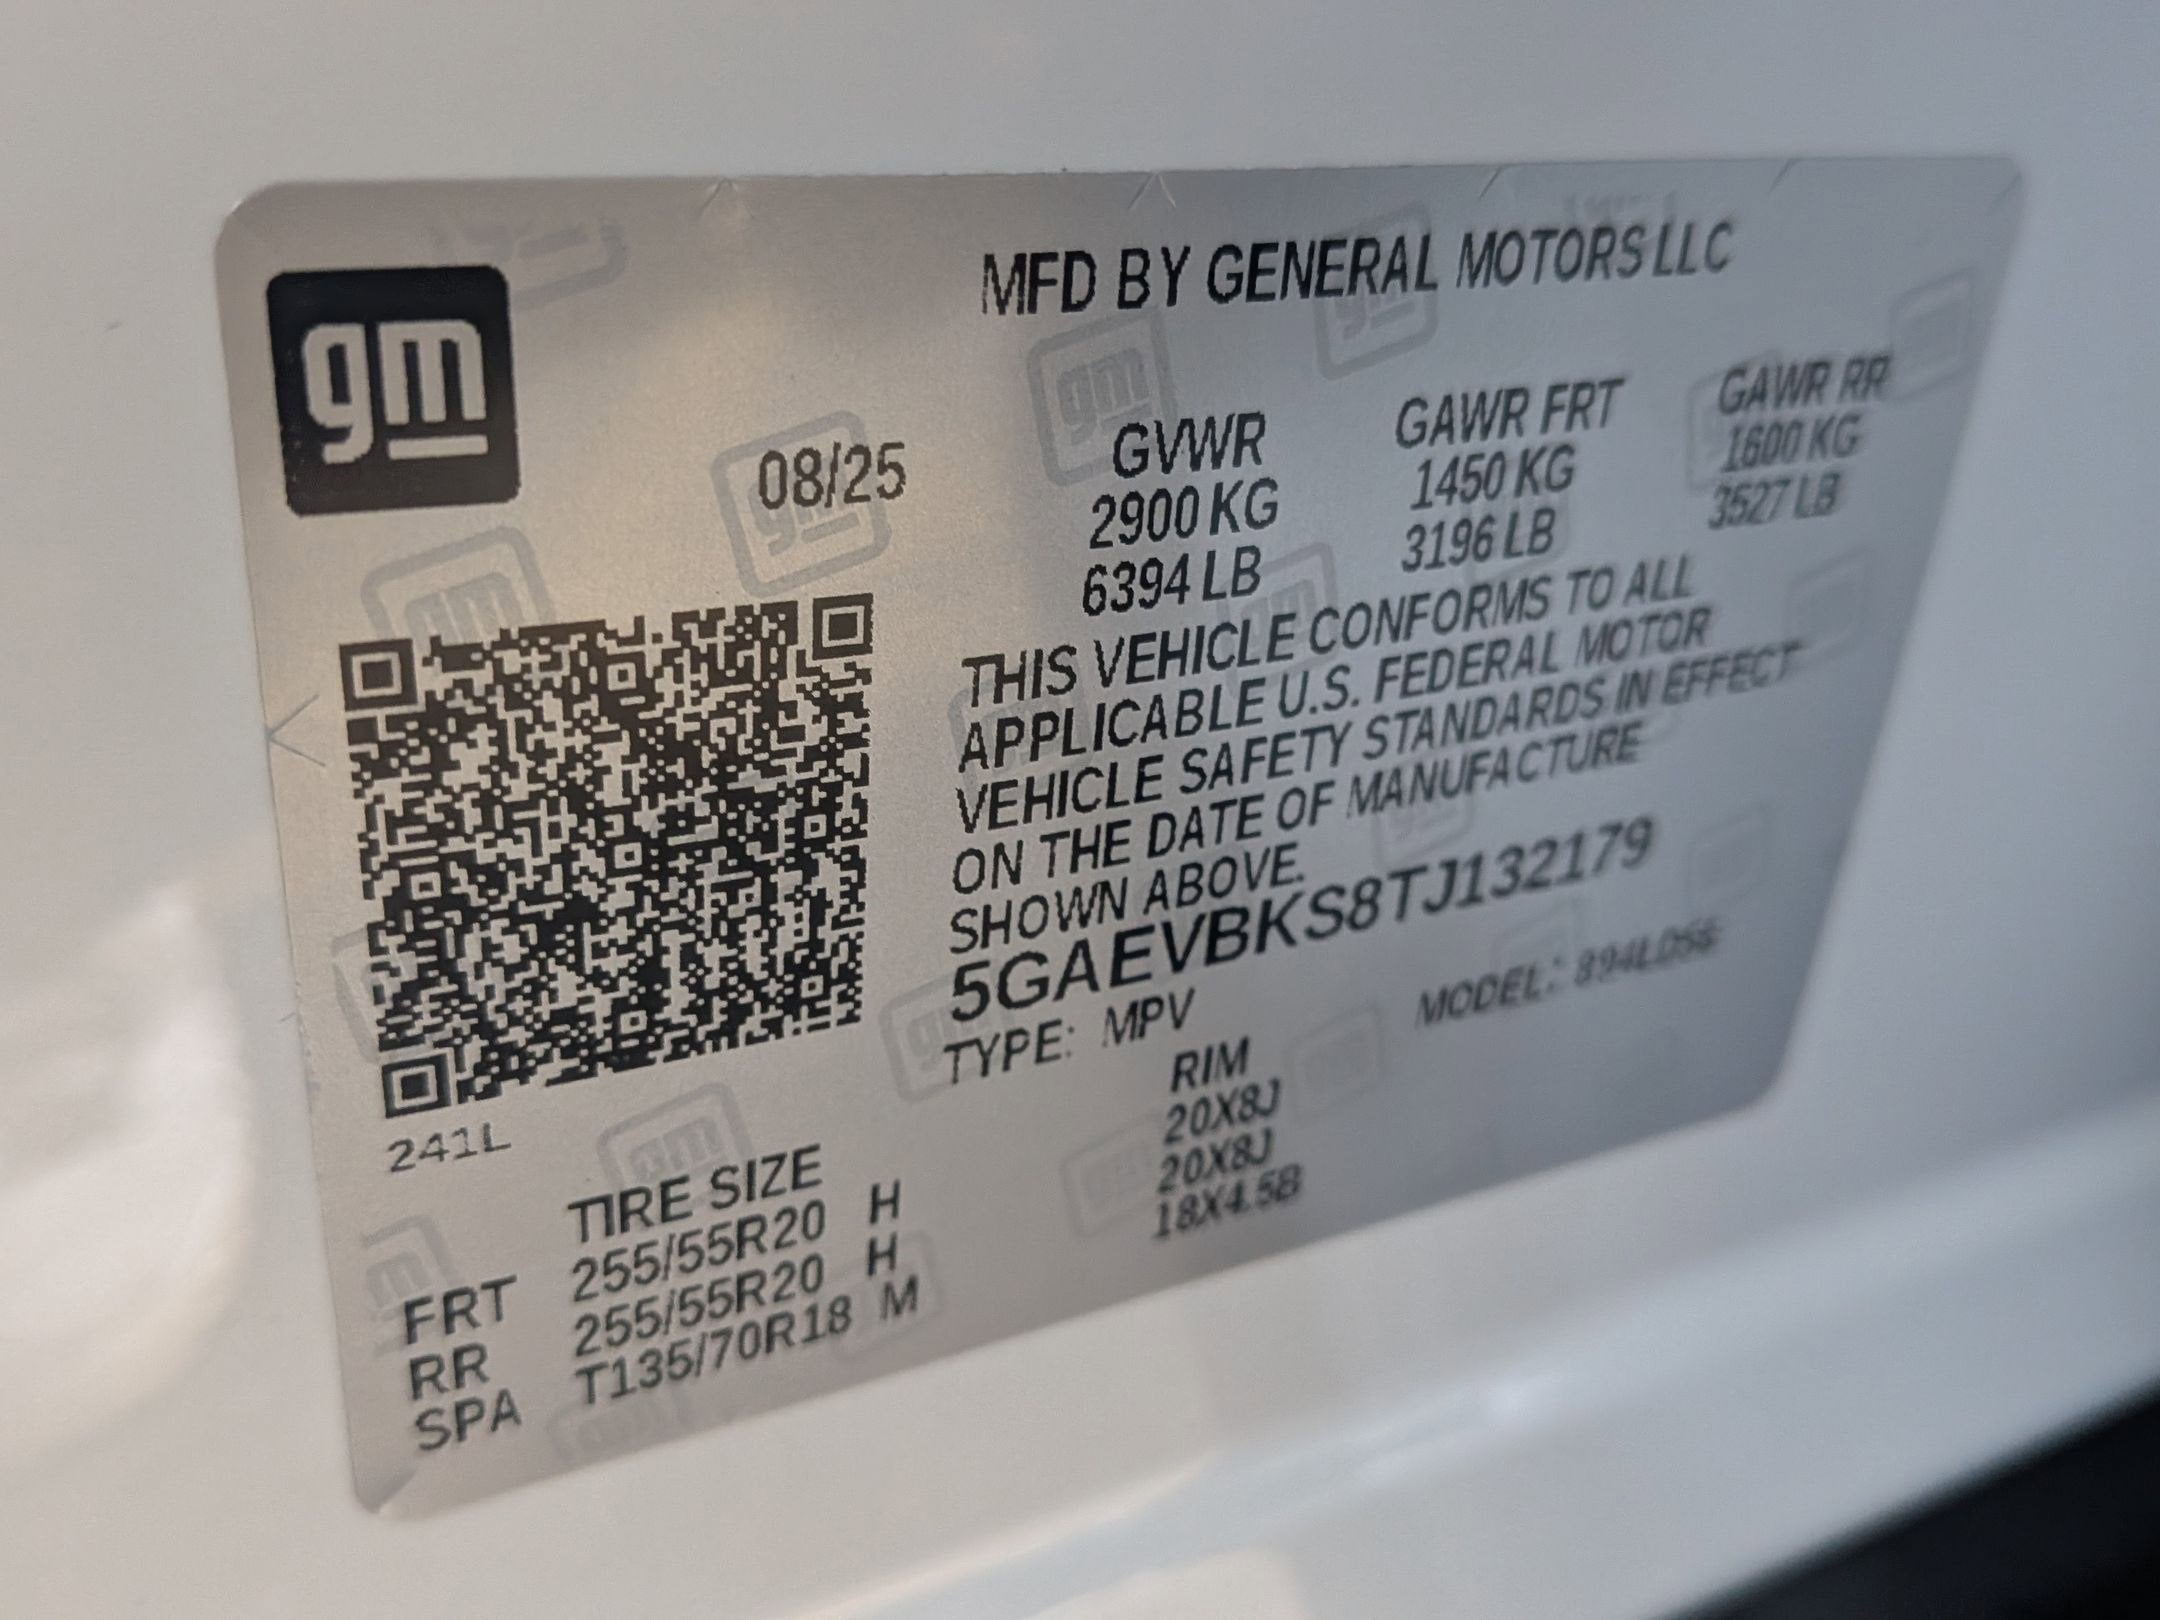 gm
MFD BY GENERAL MOTORS LLC
08/25
GVWR GAWR FRT GAWR RR
2900 KG 1450 KG 1600 KG
6394 LB 3196 LB 3527 LB
THIS VEHICLE CONFORMS TO ALL
APPLICABLE U.S. FEDERAL MOTOR
VEHICLE SAFETY STANDARDS IN EFFECT
ON THE DATE OF MANUFACTURE
SHOWN ABOVE.
5GAEVBKS8TJ132179
TYPE: MPV MODEL:
241L
TIRE SIZE RIM
FRT 255/55R20 H 20X8J
RR 255/55R20 H 20X8J
SPA T135/70R18 M 18X4.5B